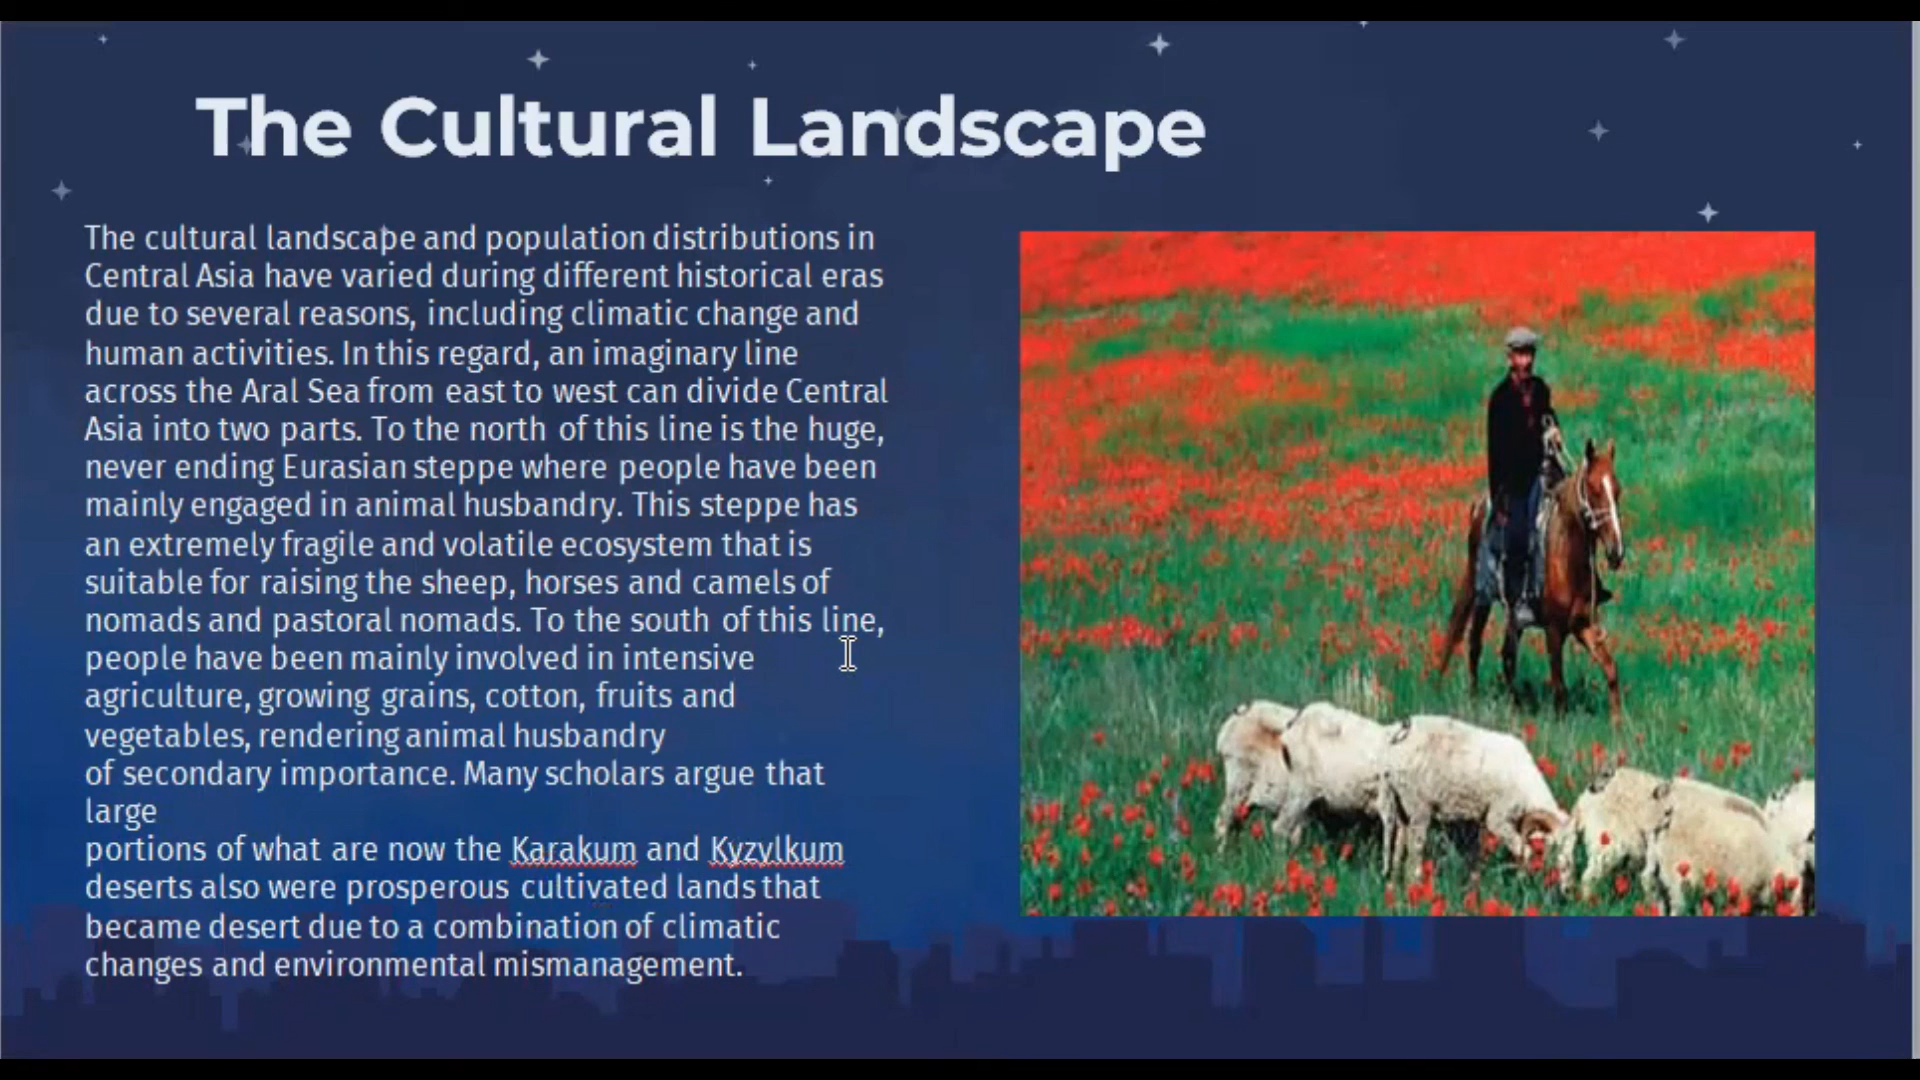 The Cultural Landscape
The cultural landscape and population distributions in
Central Asia have varied during different historical eras
due to several reasons, including climatic change and
human activities. In this regard, an imaginary line
across the Aral Sea from east to west can divide Central
Asia into two parts. To the north of this line is the huge,
never ending Eurasian steppe where people have been
mainly engaged in animal husbandry. This steppe has
an extremely fragile and volatile ecosystem that is
suitable for raising the sheep, horses and camels of
nomads and pastoral nomads. To the south of this line,
people have been mainly involved in intensive
agriculture, growing grains, cotton, fruits and
vegetables, rendering animal husbandry
of secondary importance. Many scholars argue that
large
portions of what are now the Karakum and Kyzylkum
deserts also were prosperous cultivated lands that
became desert due to a combination of climatic
changes and environmental mismanagement.